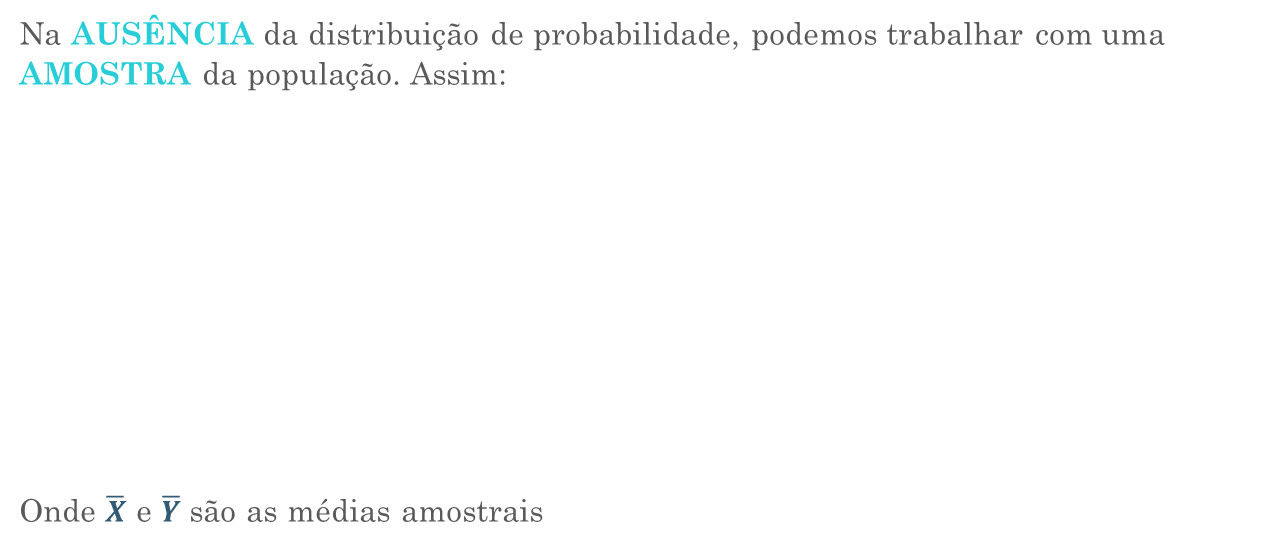 Na AUSÊNCIA da distribuição de probabilidade, podemos trabalhar com uma
AMOSTRA da população. Assim:
Onde X̅ e Y̅ são as médias amostrais